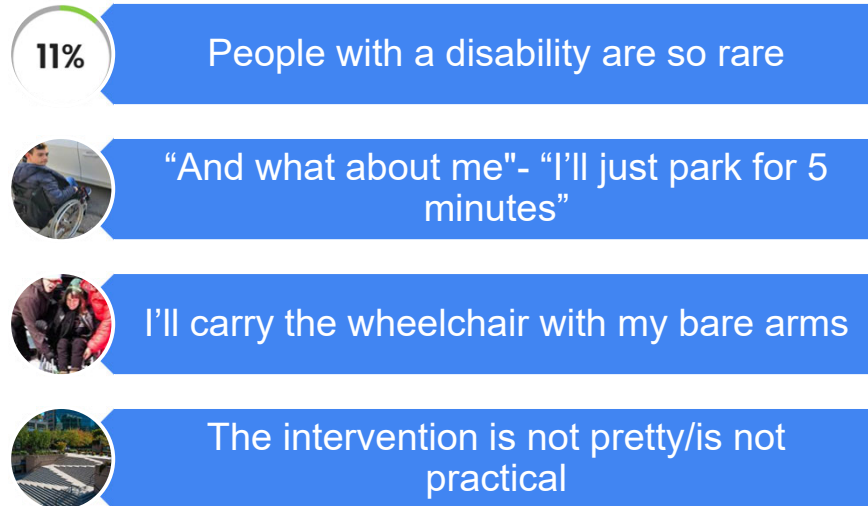 11%
People with a disability are so rare
“And what about me"- “I’ll just park for 5
minutes”
I’ll carry the wheelchair with my bare arms
The intervention is not pretty/is not
practical